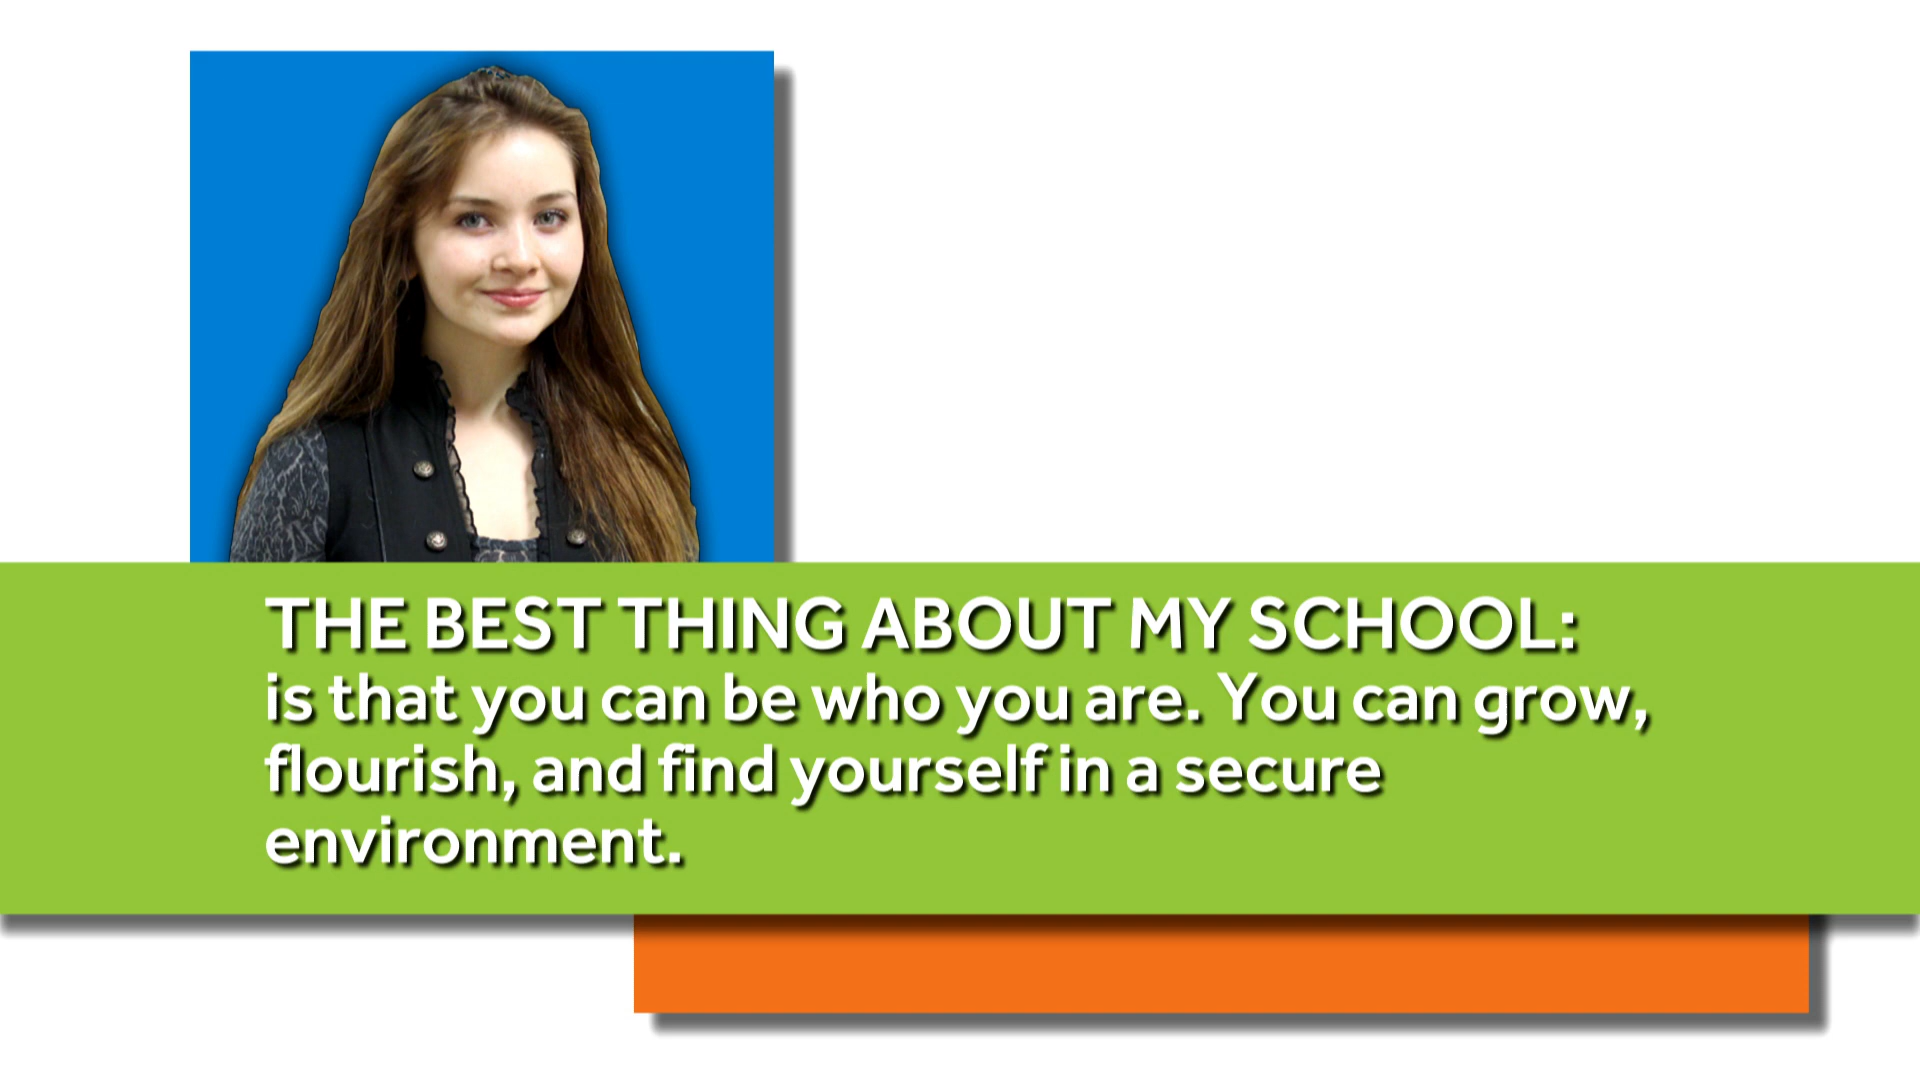 THE BEST THING ABOUT MY SCHOOL:
is that you can be who you are. You can grow,
flourish, and find yourself in a secure
environment.